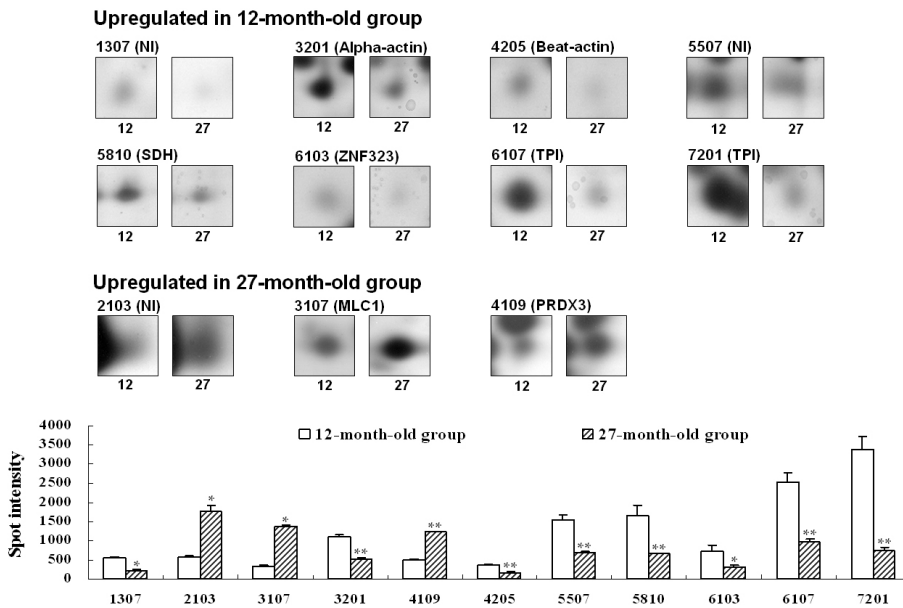 Upregulated in 12-month-old group
1307 (NI) 3201 (Alpha-actin) 4205 (Beat-actin) 5507 (NI)
12 27 12 27 12 27 12 27
5810 (SDH) 6103 (ZNF323) 6107 (TPI) 7201 (TPI)
12 27 12 27 12 27 12 27
Upregulated in 27-month-old group
2103 (NI) 3107 (MLC1) 4109 (PRDX3)
12 27 12 27 12 27
Spot intensity
4000
3500
3000
2500
2000
1500
1000
500
0
12-month-old group 27-month-old group
* * * ** ** ** ** ** * ** **
1307 2103 3107 3201 4109 4205 5507 5810 6103 6107 7201